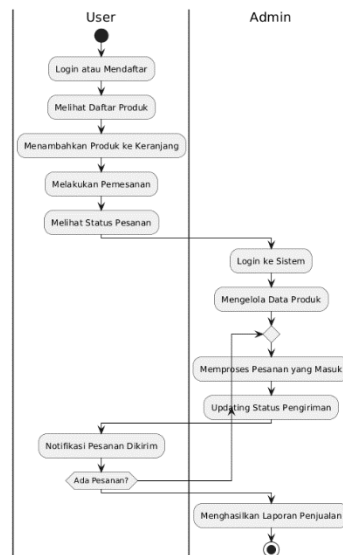 User
Admin
Login atau Mendaftar
Melihat Daftar Produk
Menambahkan Produk ke Keranjang
Melakukan Pemesanan
Melihat Status Pesanan
Login ke Sistem
Mengelola Data Produk
Memproses Pesanan yang Masuk
Updating Status Pengiriman
Notifikasi Pesanan Dikirim
Ada Pesanan?
Menghasilkan Laporan Penjualan